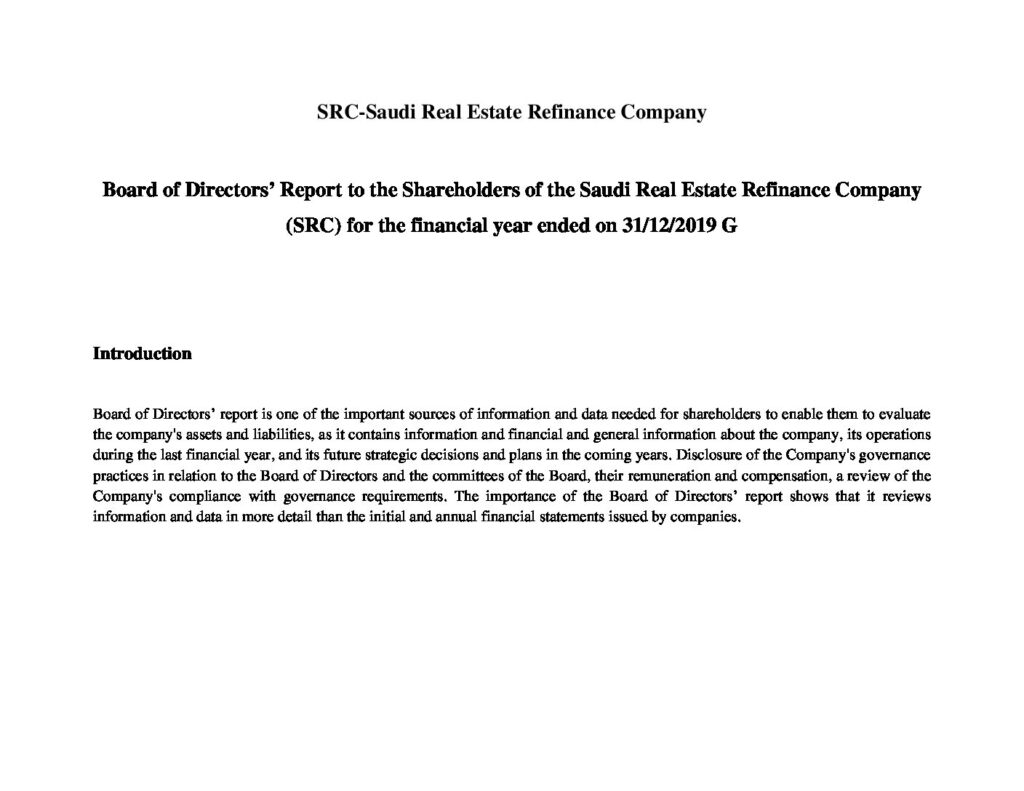 SRC-Saudi Real Estate Refinance Company
Board of Directors’ Report to the Shareholders of the Saudi Real Estate Refinance Company
(SRC) for the financial year ended on 31/12/2019 G
Introduction
Board of Directors’ report is one of the important sources of information and data needed for shareholders to enable them to evaluate
the company's assets and liabilities, as it contains information and financial and general information about the company, its operations
during the last financial year, and its future strategic decisions and plans in the coming years. Disclosure of the Company's governance
practices in relation to the Board of Directors and the committees of the Board, their remuneration and compensation, a review of the
Company's compliance with governance requirements. The importance of the Board of Directors’ report shows that it reviews
information and data in more detail than the initial and annual financial statements issued by companies.